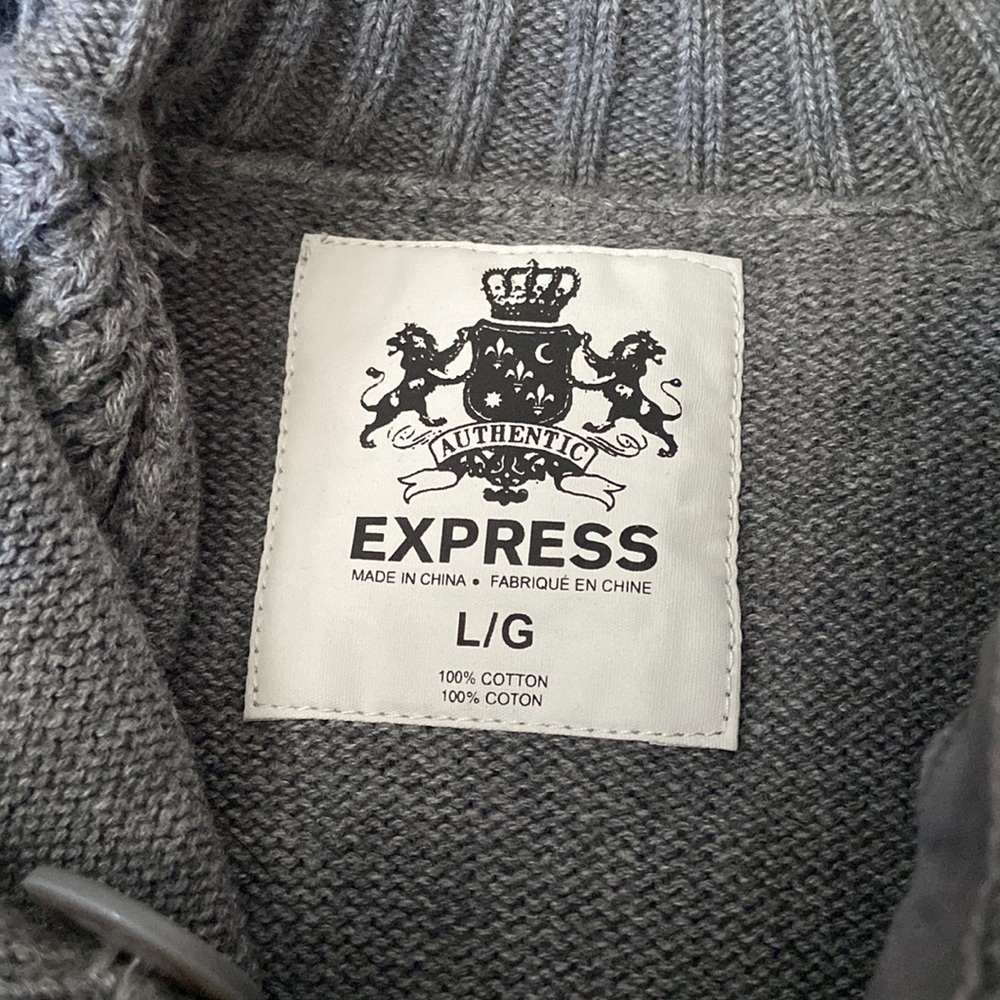 AUTHENTIC
EXPRESS
MADE IN CHINA • FABRIQUÉ EN CHINE
L/G
100% COTTON
100% COTON